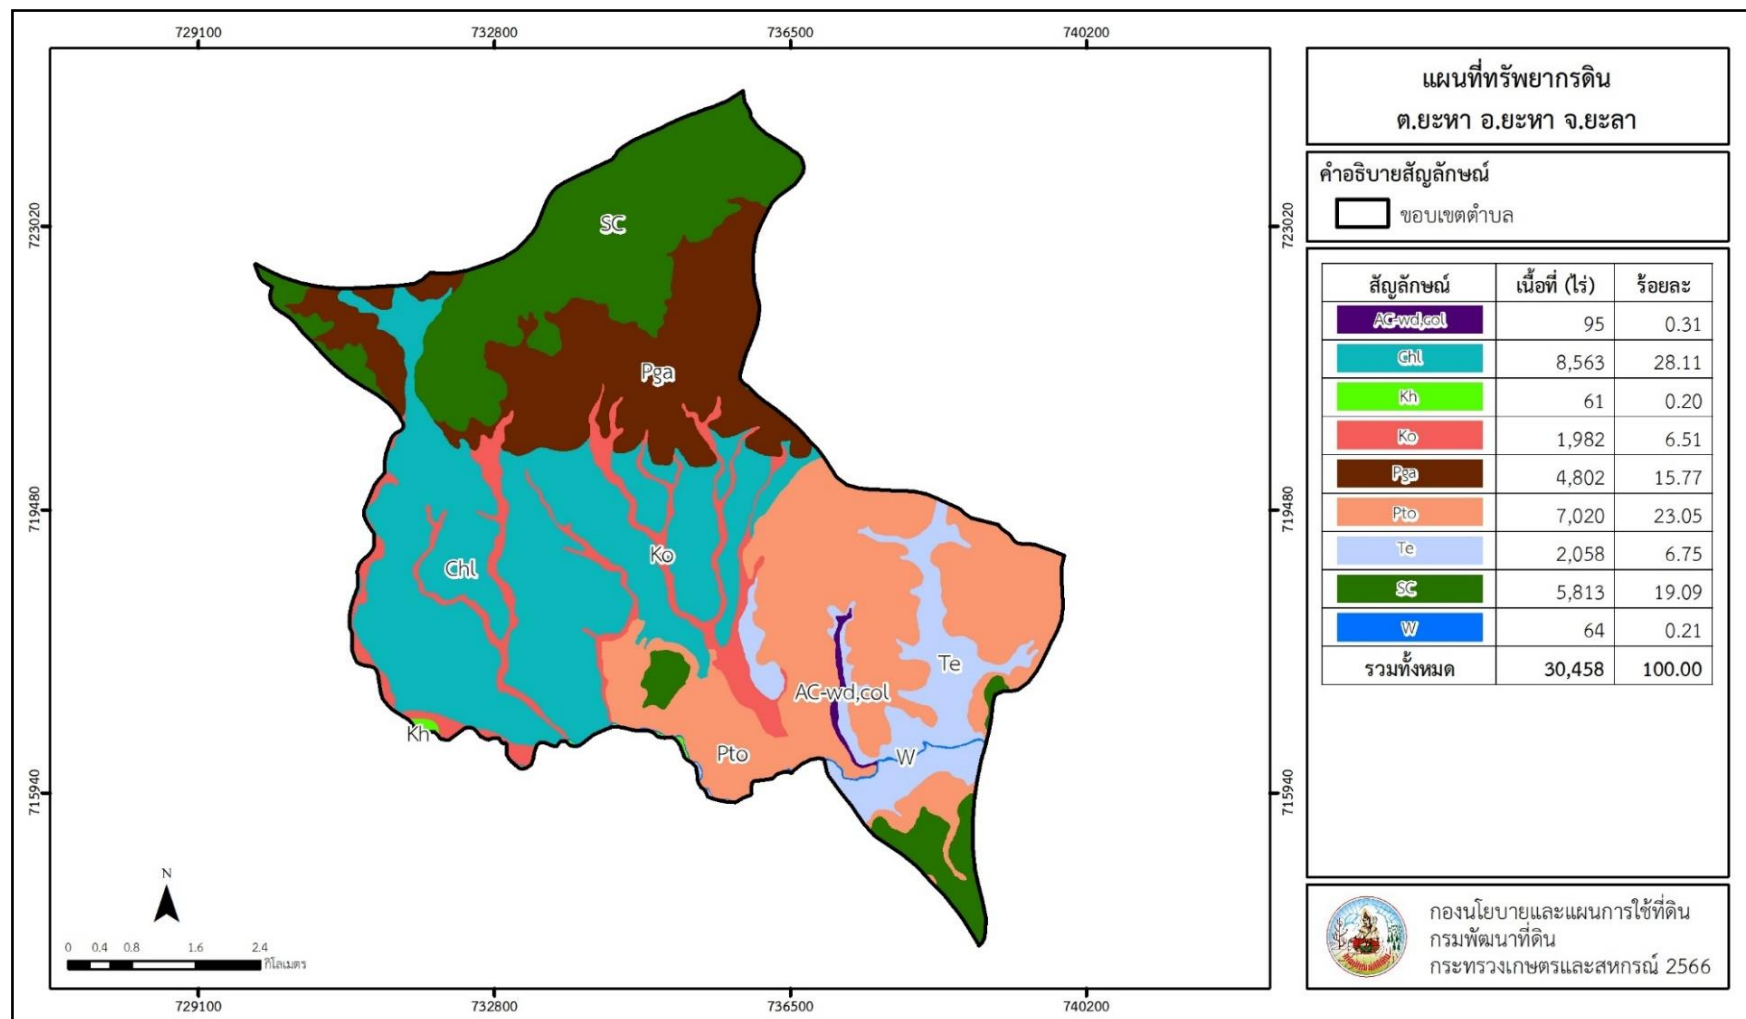 729100
732800
736500
740200
723020
719480
715940
723020
719480
715940
SC
Pga
Chl
Ko
Te
AC-wd,col
Kh
Pto
W
N
0 0.4 0.8 1.6 2.4
กิโลเมตร
729100
732800
736500
740200
แผนที่ทรัพยากรดิน
ต.ยะหา อ.ยะหา จ.ยะลา
คำอธิบายสัญลักษณ์
ขอบเขตตำบล
สัญลักษณ์ เนื้อที่ (ไร่) ร้อยละ
AC-wd,col 95 0.31
Chl 8,563 28.11
Kh 61 0.20
Ko 1,982 6.51
Pga 4,802 15.77
Pto 7,020 23.05
Te 2,058 6.75
SC 5,813 19.09
W 64 0.21
รวมทั้งหมด 30,458 100.00
กองนโยบายและแผนการใช้ที่ดิน
กรมพัฒนาที่ดิน
กระทรวงเกษตรและสหกรณ์ 2566